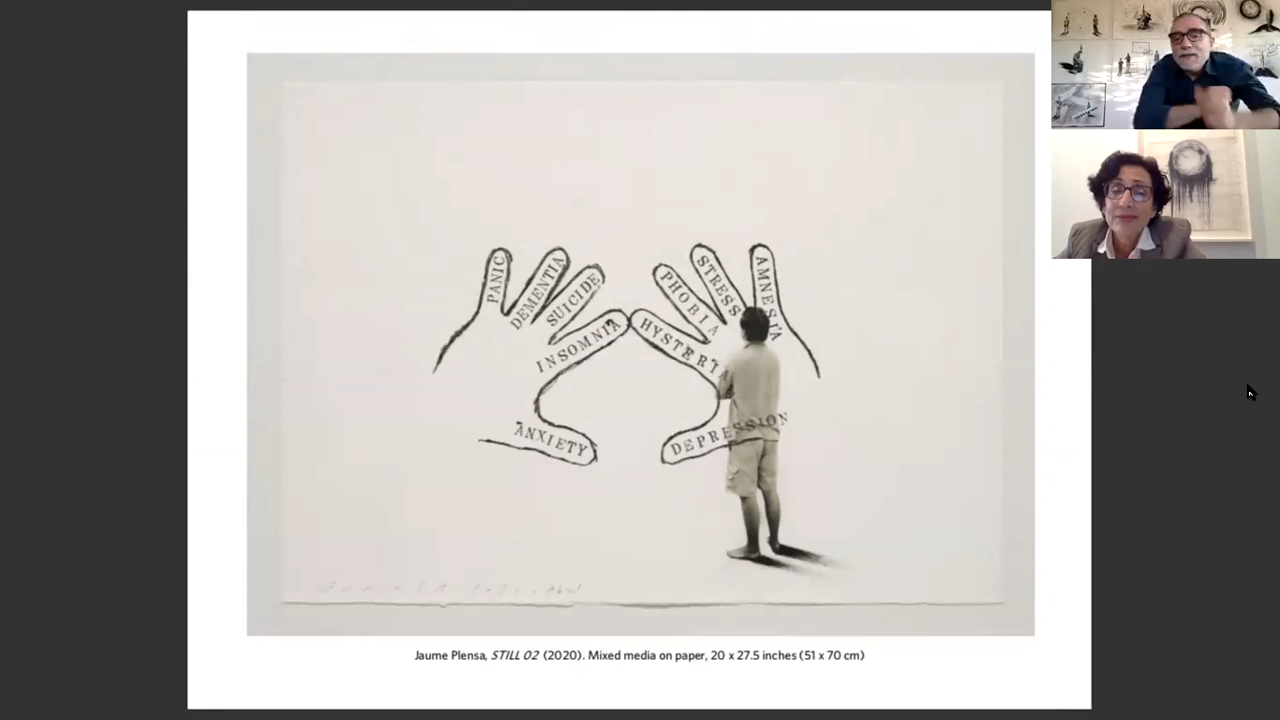 PANIC
DEMENTIA
SUICIDE
INSOMNIA
ANXIETY
PHOBIA
STRESS
AMNESIA
HYSTERIA
DEPRESSION
Jaume Plensa, STILL 02 (2020). Mixed media on paper, 20 x 27.5 inches (51 x 70 cm)